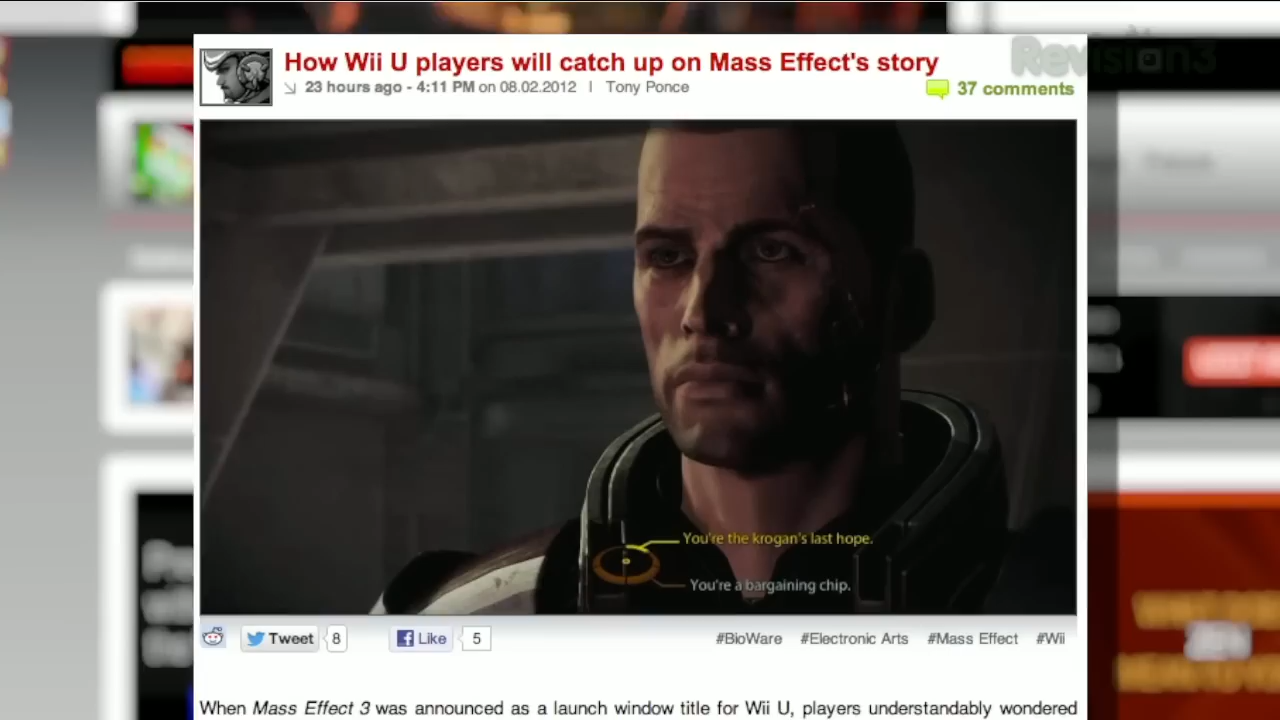 How Wii U players will catch up on Mass Effect's story
23 hours ago - 4:11 PM on 08.02.2012 | Tony Ponce
37 comments
Revision3
You're the krogan's last hope.
You're a bargaining chip.
Tweet 8 Like 5 #BioWare #Electronic Arts #Mass Effect #Wii
When Mass Effect 3 was announced as a launch window title for Wii U, players understandably wondered